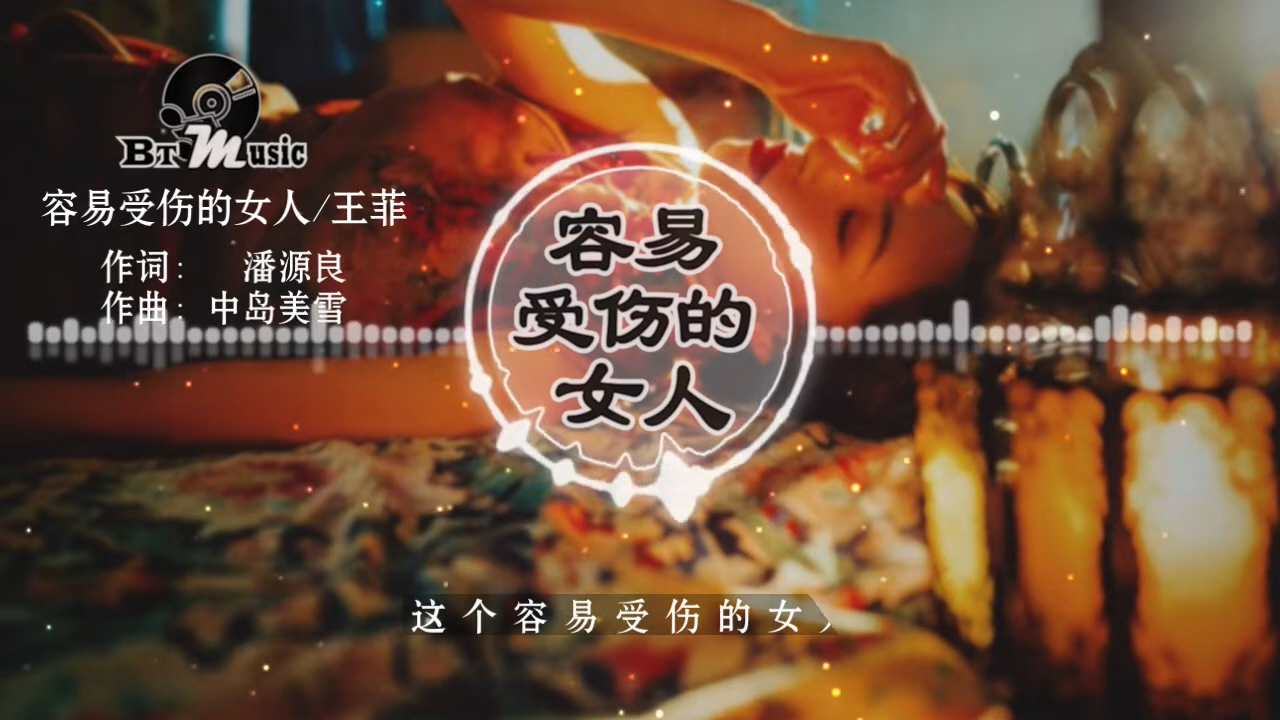 BT Music
容易受伤的女人/王菲
作词： 潘源良
作曲：中岛美雪
容易
受伤的
女人
这个容易受伤的女